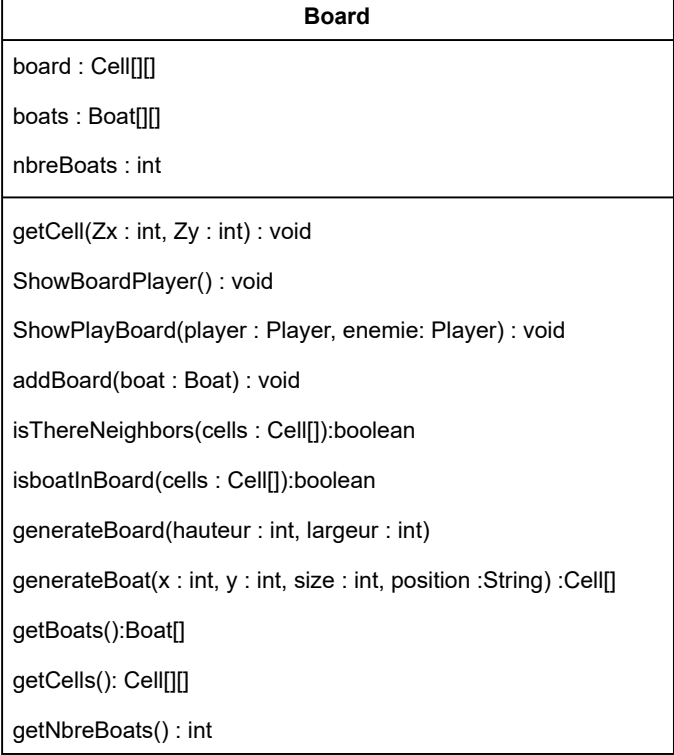 Board
board : Cell[][]
boats : Boat[][]
nbreBoats : int
getCell(Zx : int, Zy : int) : void
ShowBoardPlayer() : void
ShowPlayBoard(player : Player, enemie: Player) : void
addBoard(boat : Boat) : void
isThereNeighbors(cells : Cell[]):boolean
isboatInBoard(cells : Cell[]):boolean
generateBoard(hauteur : int, largeur : int)
generateBoat(x : int, y : int, size : int, position :String) :Cell[]
getBoats():Boat[]
getCells(): Cell[][]
getNbreBoats() : int